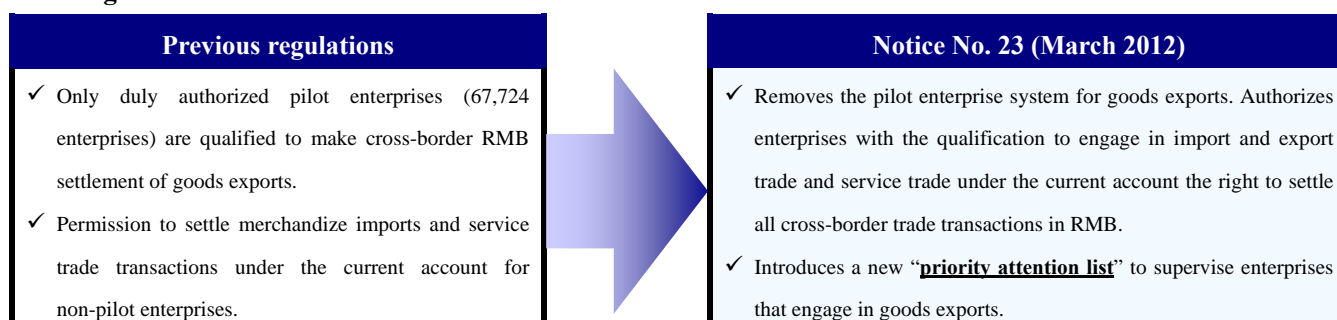 Previous regulations
✓ Only duly authorized pilot enterprises (67,724
enterprises) are qualified to make cross-border RMB
settlement of goods exports.
✓ Permission to settle merchandize imports and service
trade transactions under the current account for
non-pilot enterprises.
Notice No. 23 (March 2012)
✓ Removes the pilot enterprise system for goods exports. Authorizes
enterprises with the qualification to engage in import and export
trade and service trade under the current account the right to settle
all cross-border trade transactions in RMB.
✓ Introduces a new “priority attention list” to supervise enterprises
that engage in goods exports.